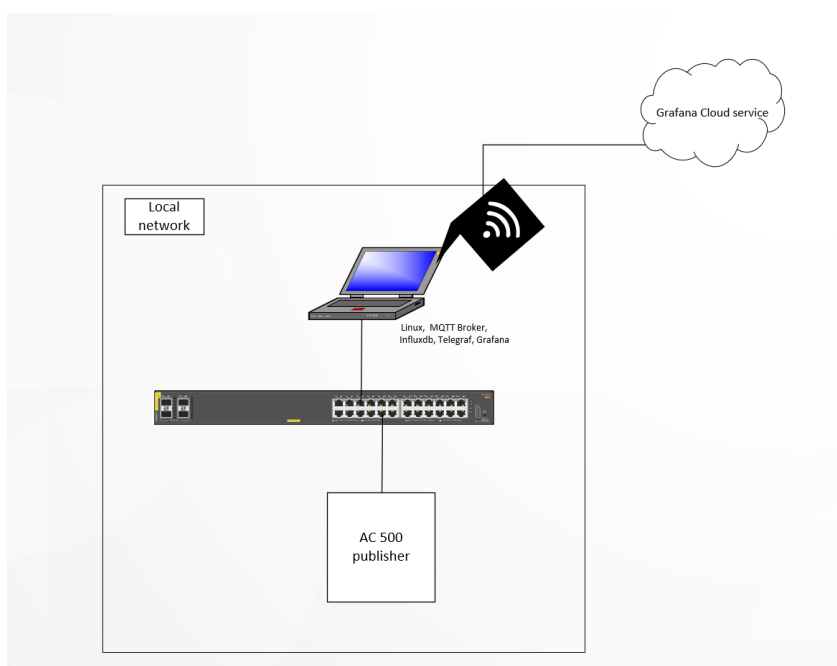 Grafana Cloud service
Local
network
Linux, MQTT Broker,
Influxdb, Telegraf, Grafana
AC 500
publisher